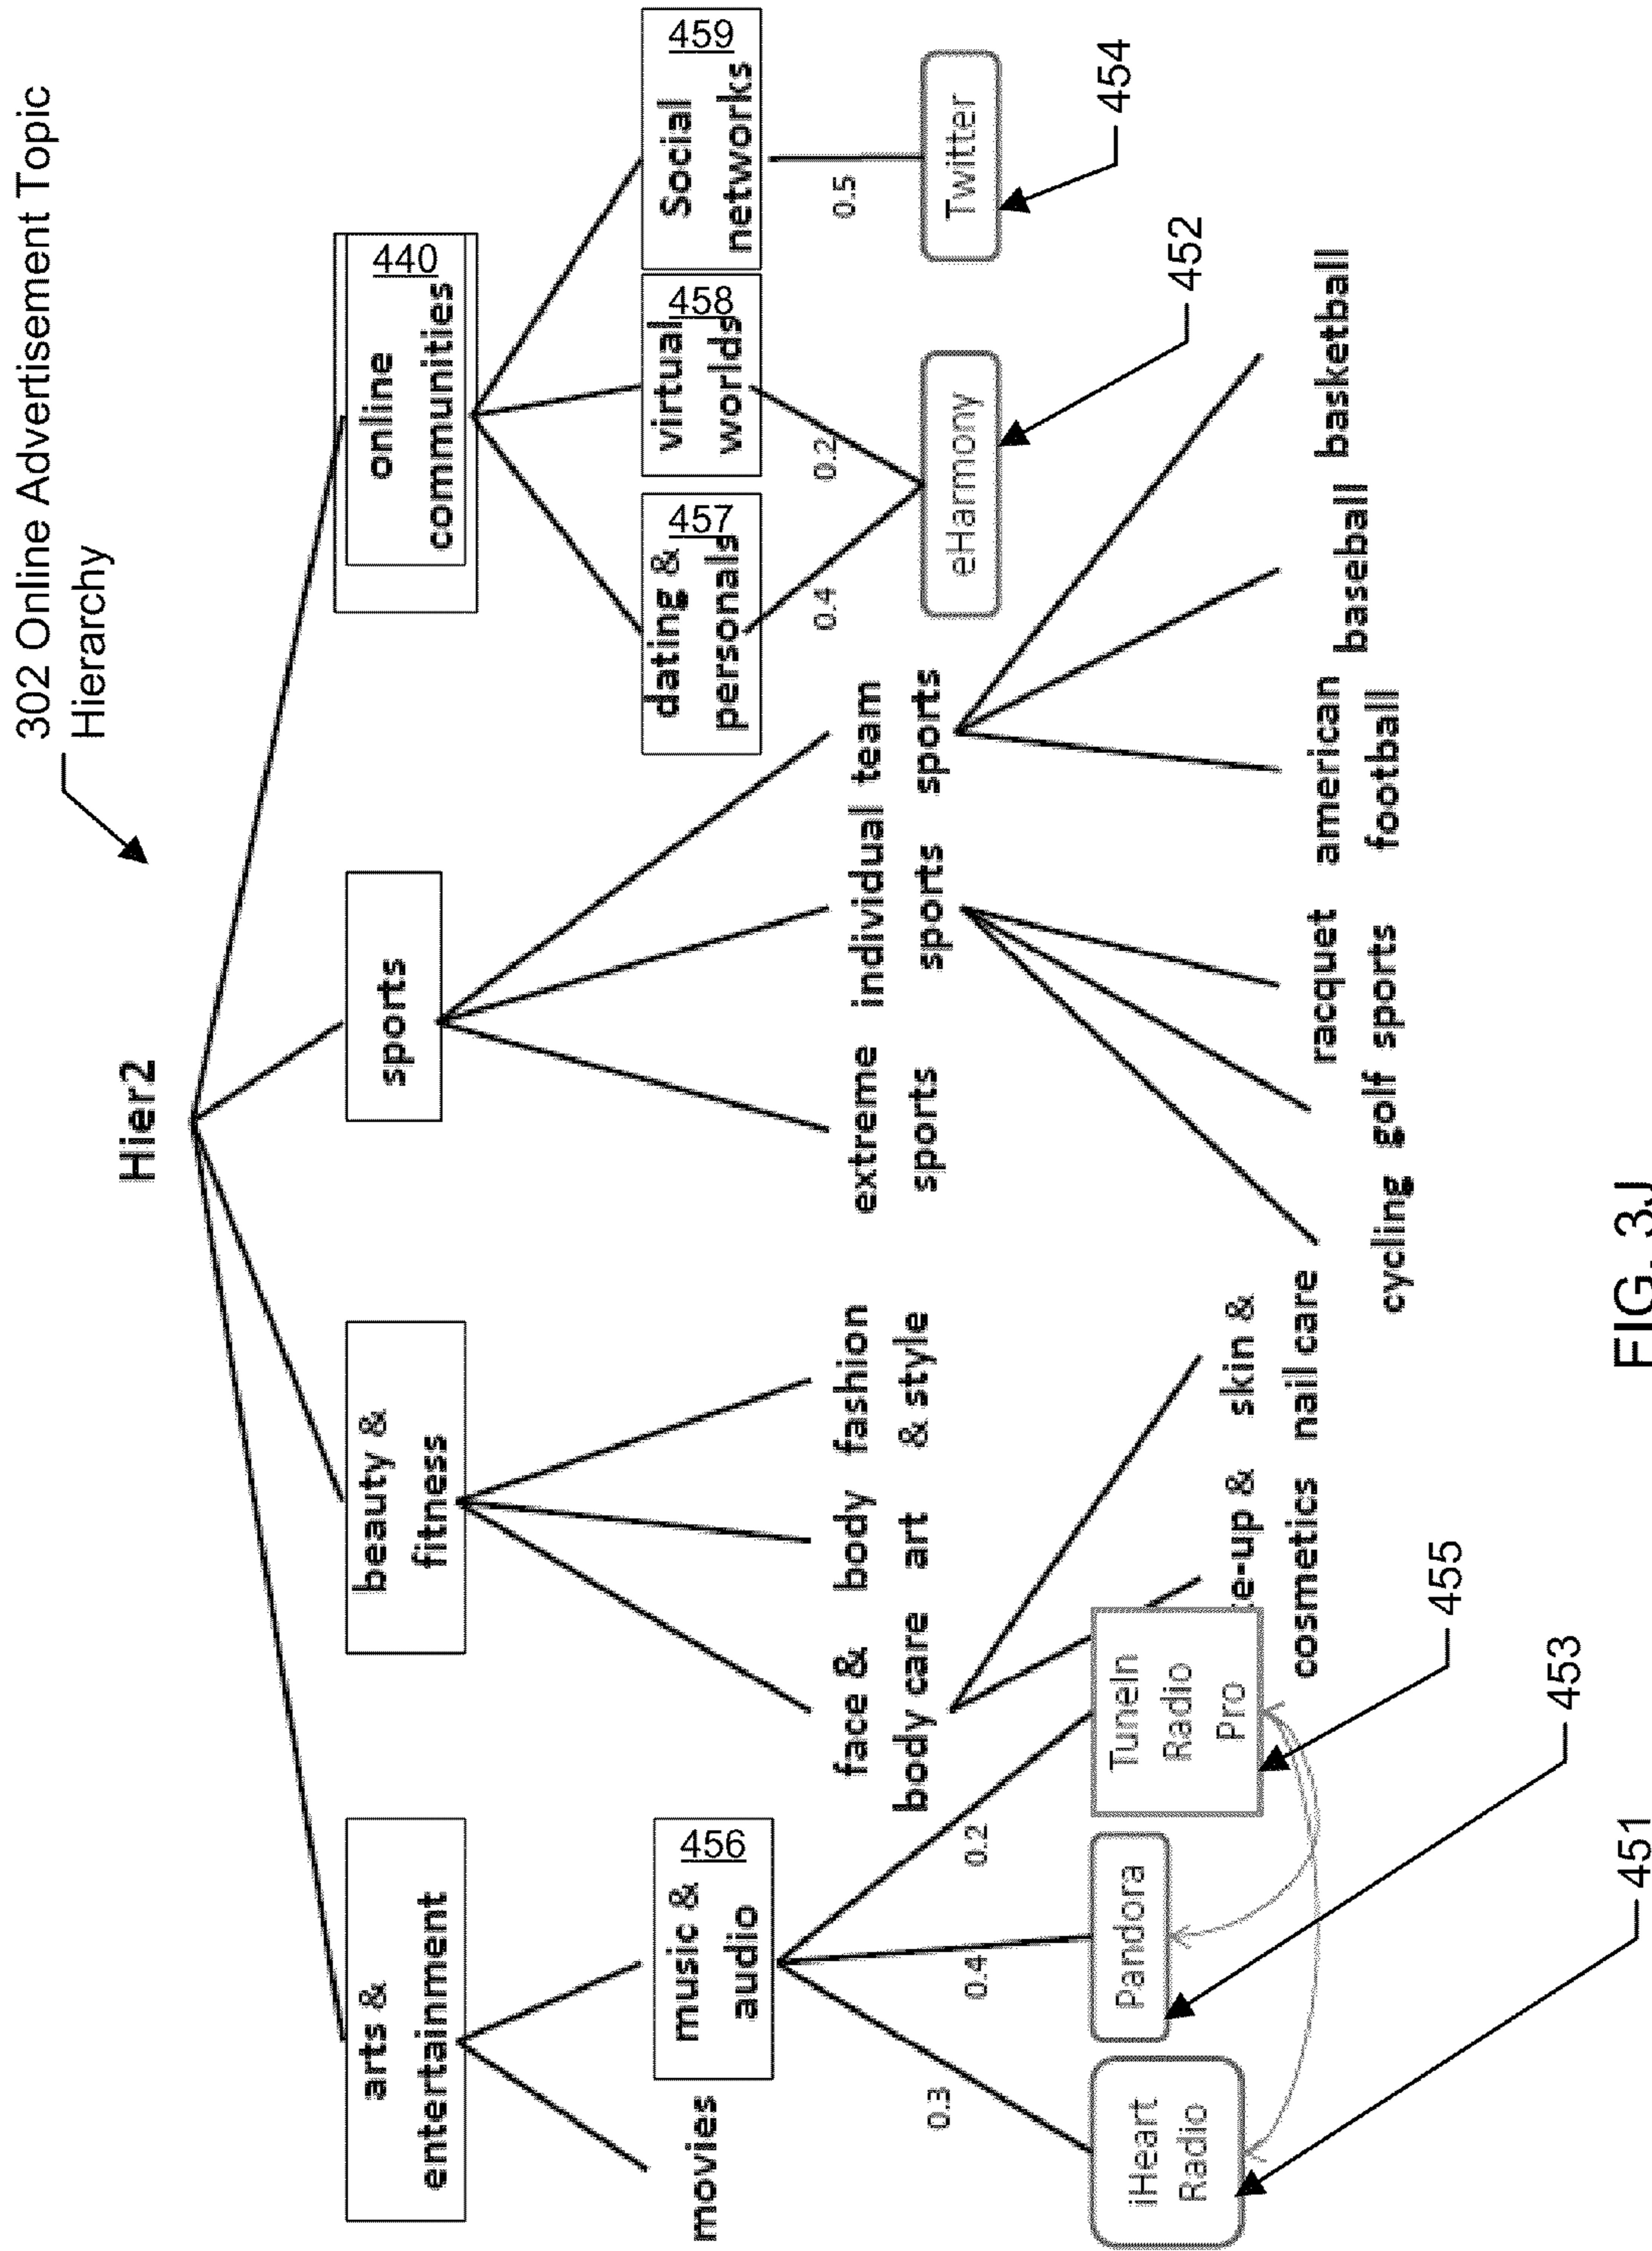 302 Online Advertisement Topic
Hierarchy
Hier2
arts &
entertainment
beauty &
fitness
sports
online
communities
440
movies
music &
audio
456
face &
body care
body
art
fashion
& style
extreme
sports
individual
sports
team
sports
dating &
personals
457
virtual
worlds
458
Social
networks
459
0.3
0.4
0.2
0.4
0.2
0.5
iHeart
Radio
Pandora
TuneIn
Radio
Pro
eHarmony
Twitter
451
453
455
452
454
ke-up &
cosmetics
skin &
nail care
cycling
golf
racquet
sports
american
football
baseball
basketball
FIG. 3J